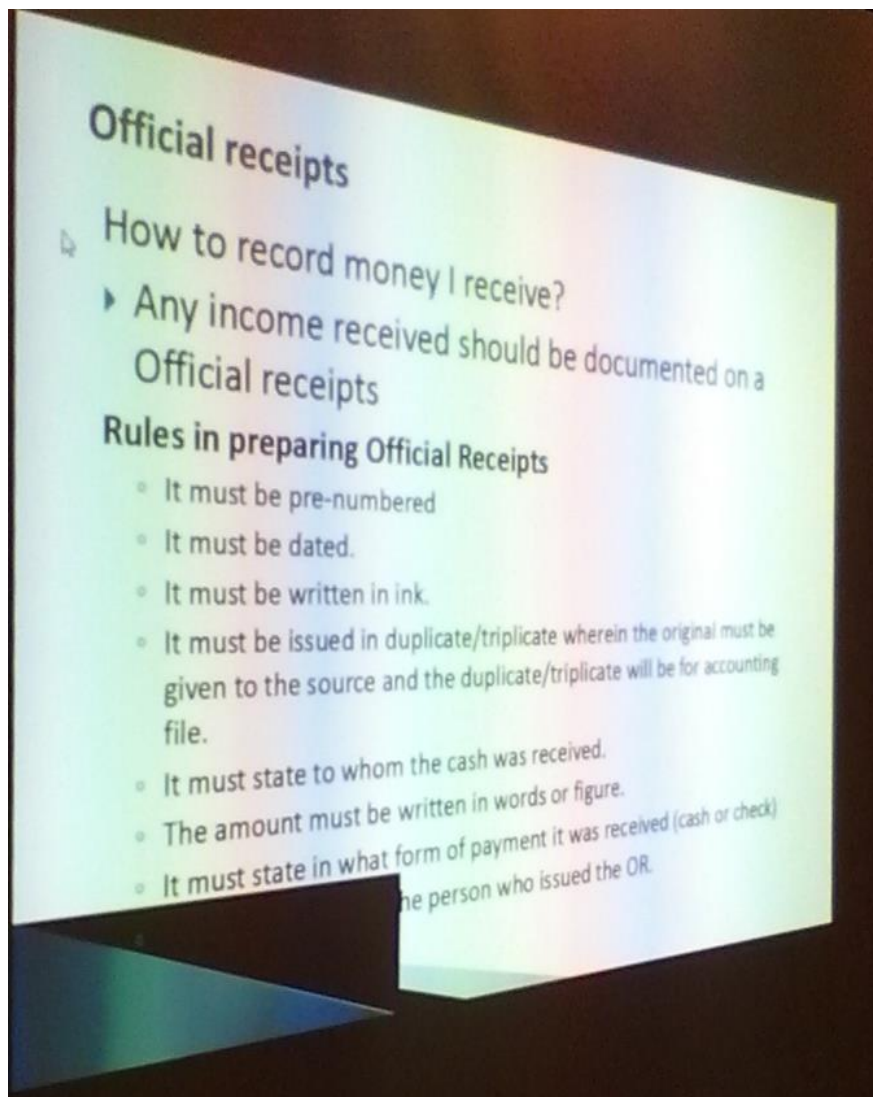 Official receipts
How to record money I receive?
Any income received should be documented on a
Official receipts
Rules in preparing Official Receipts
It must be pre-numbered
It must be dated.
It must be written in ink.
It must be issued in duplicate/triplicate wherein the original must be
given to the source and the duplicate/triplicate will be for accounting
file.
It must state to whom the cash was received.
The amount must be written in words or figure.
It must state in what form of payment it was received (cash or check)
person who issued the OR.